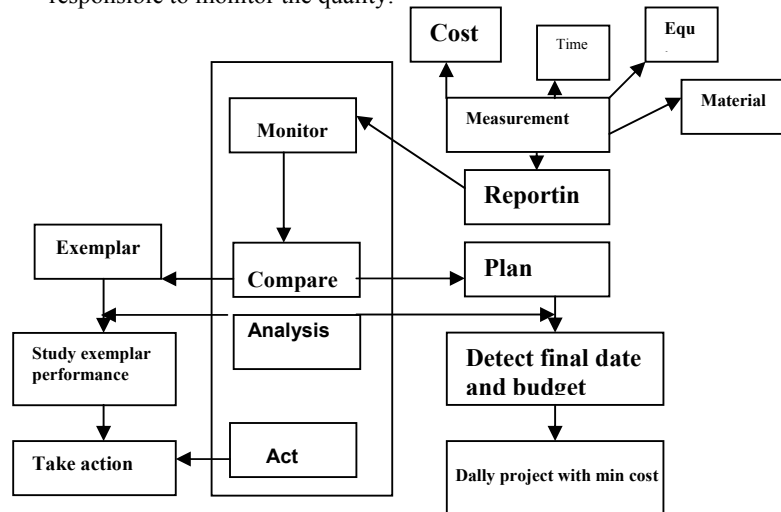 responsible to monitor the quality.
Cost
Time
Equ
Material
Measurement
Monitor
Reportin
Exemplar
Compare
Plan
Analysis
Study exemplar
performance
Detect final date
and budget
Take action
Act
Dally project with min cost